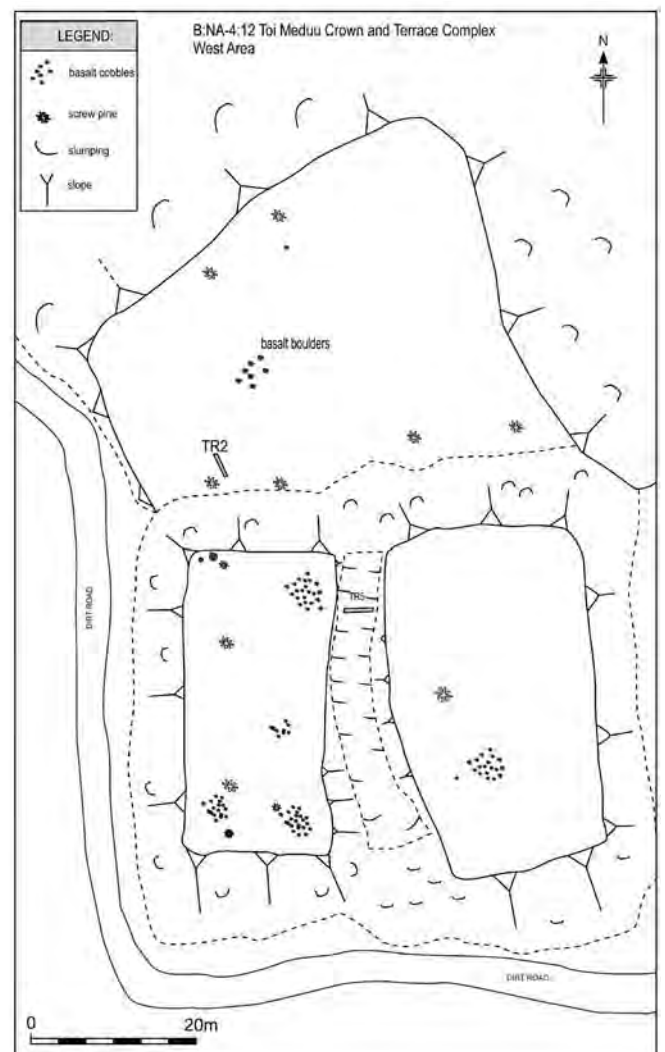 LEGEND:
basalt cobbles
screw pine
slumping
slope
B:NA-4:12 Toi Meduu Crown and Terrace Complex
West Area
N
basalt boulders
TR2
TR5
DIRT ROAD
DIRT ROAD
0 20m